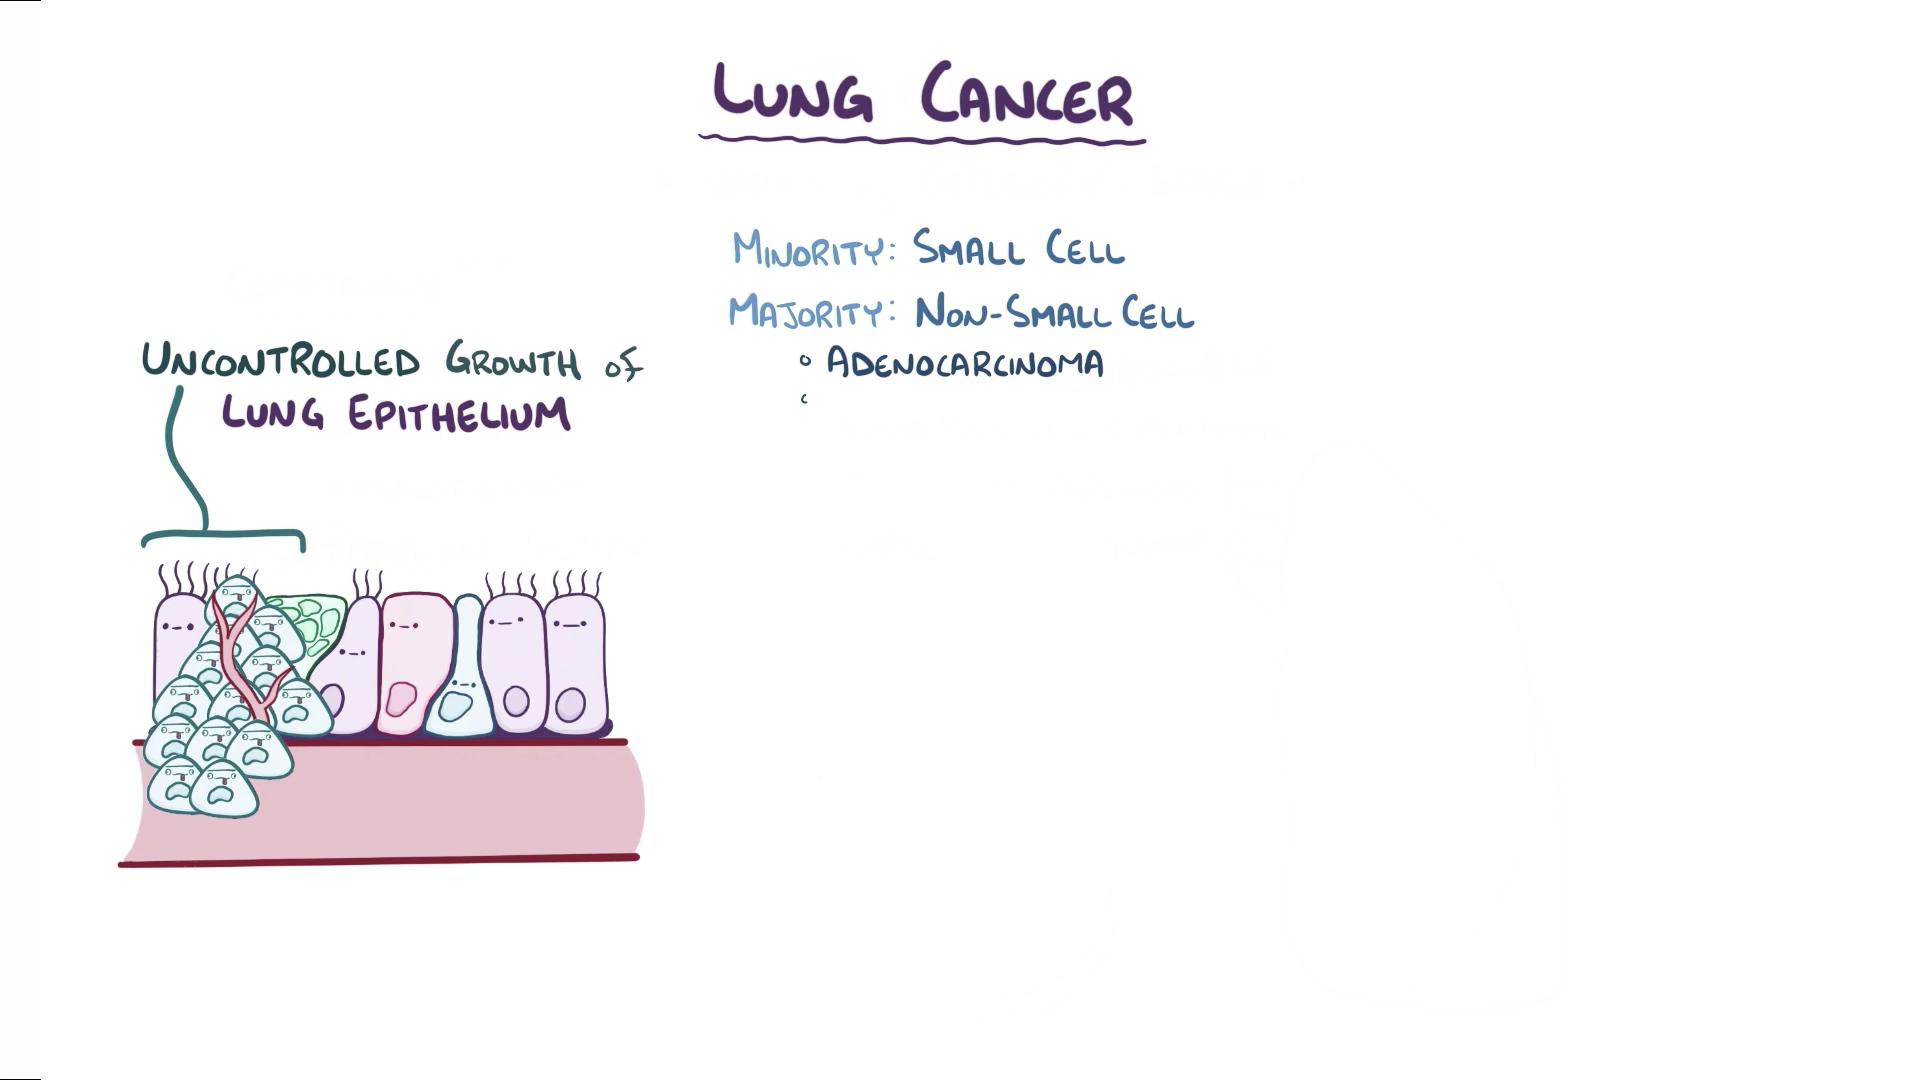 LUNG CANCER
MINORITY: SMALL CELL
MAJORITY: NON-SMALL CELL
◦ ADENOCARCINOMA
UNCONTROLLED GROWTH of
LUNG EPITHELIUM